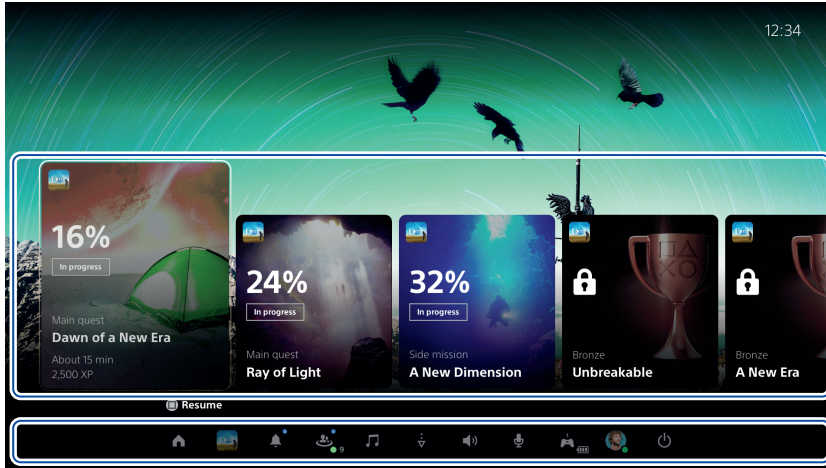 12:34
16%
In progress
Main quest
Dawn of a New Era
About 15 min
2,500 XP
24%
In progress
Main quest
Ray of Light
32%
In progress
Side mission
A New Dimension
Bronze
Unbreakable
Bronze
A New Era
Resume
9